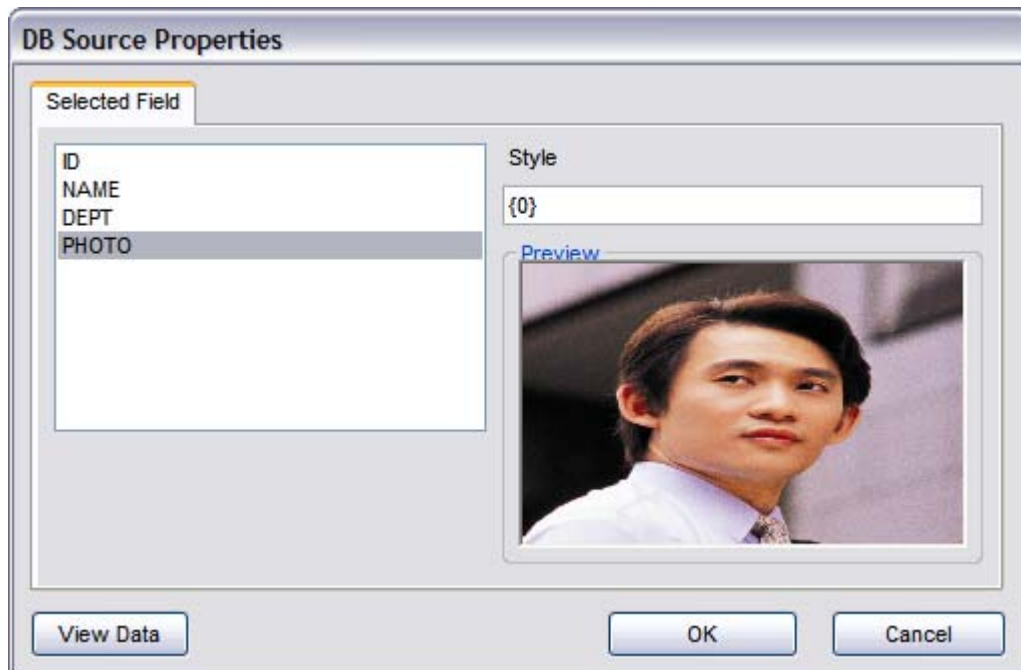 DB Source Properties
Selected Field
ID
NAME
DEPT
PHOTO
Style
{0}
Preview
View Data
OK
Cancel